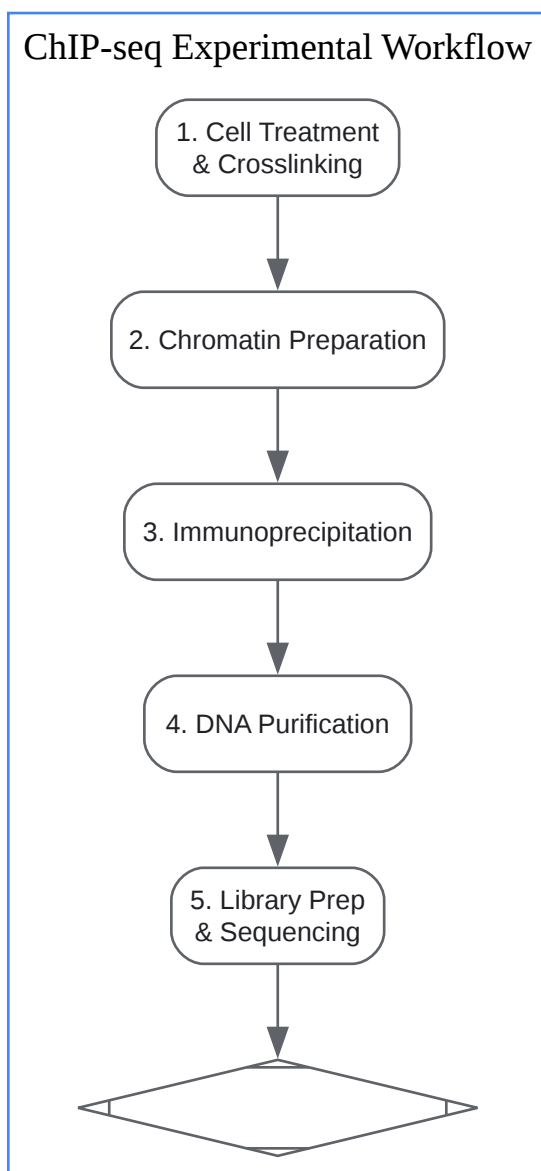 ChIP-seq Experimental Workflow
1. Cell Treatment
& Crosslinking
2. Chromatin Preparation
3. Immunoprecipitation
4. DNA Purification
5. Library Prep
& Sequencing